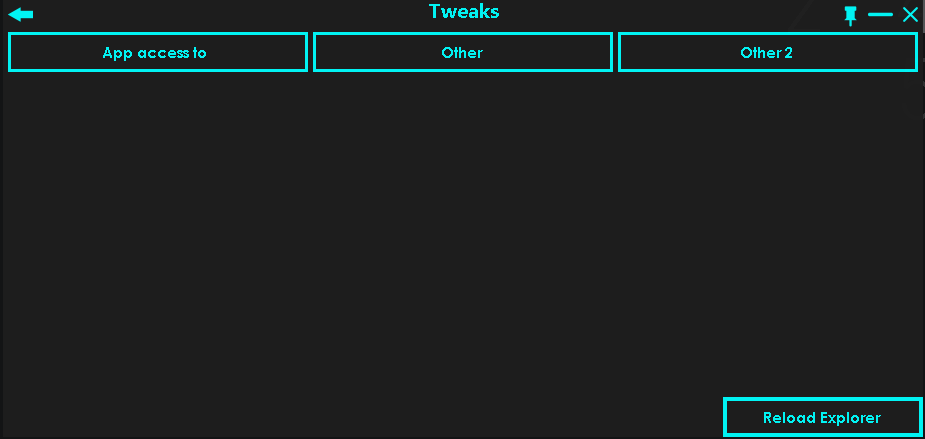 Tweaks
App access to
Other
Other 2
Reload Explorer